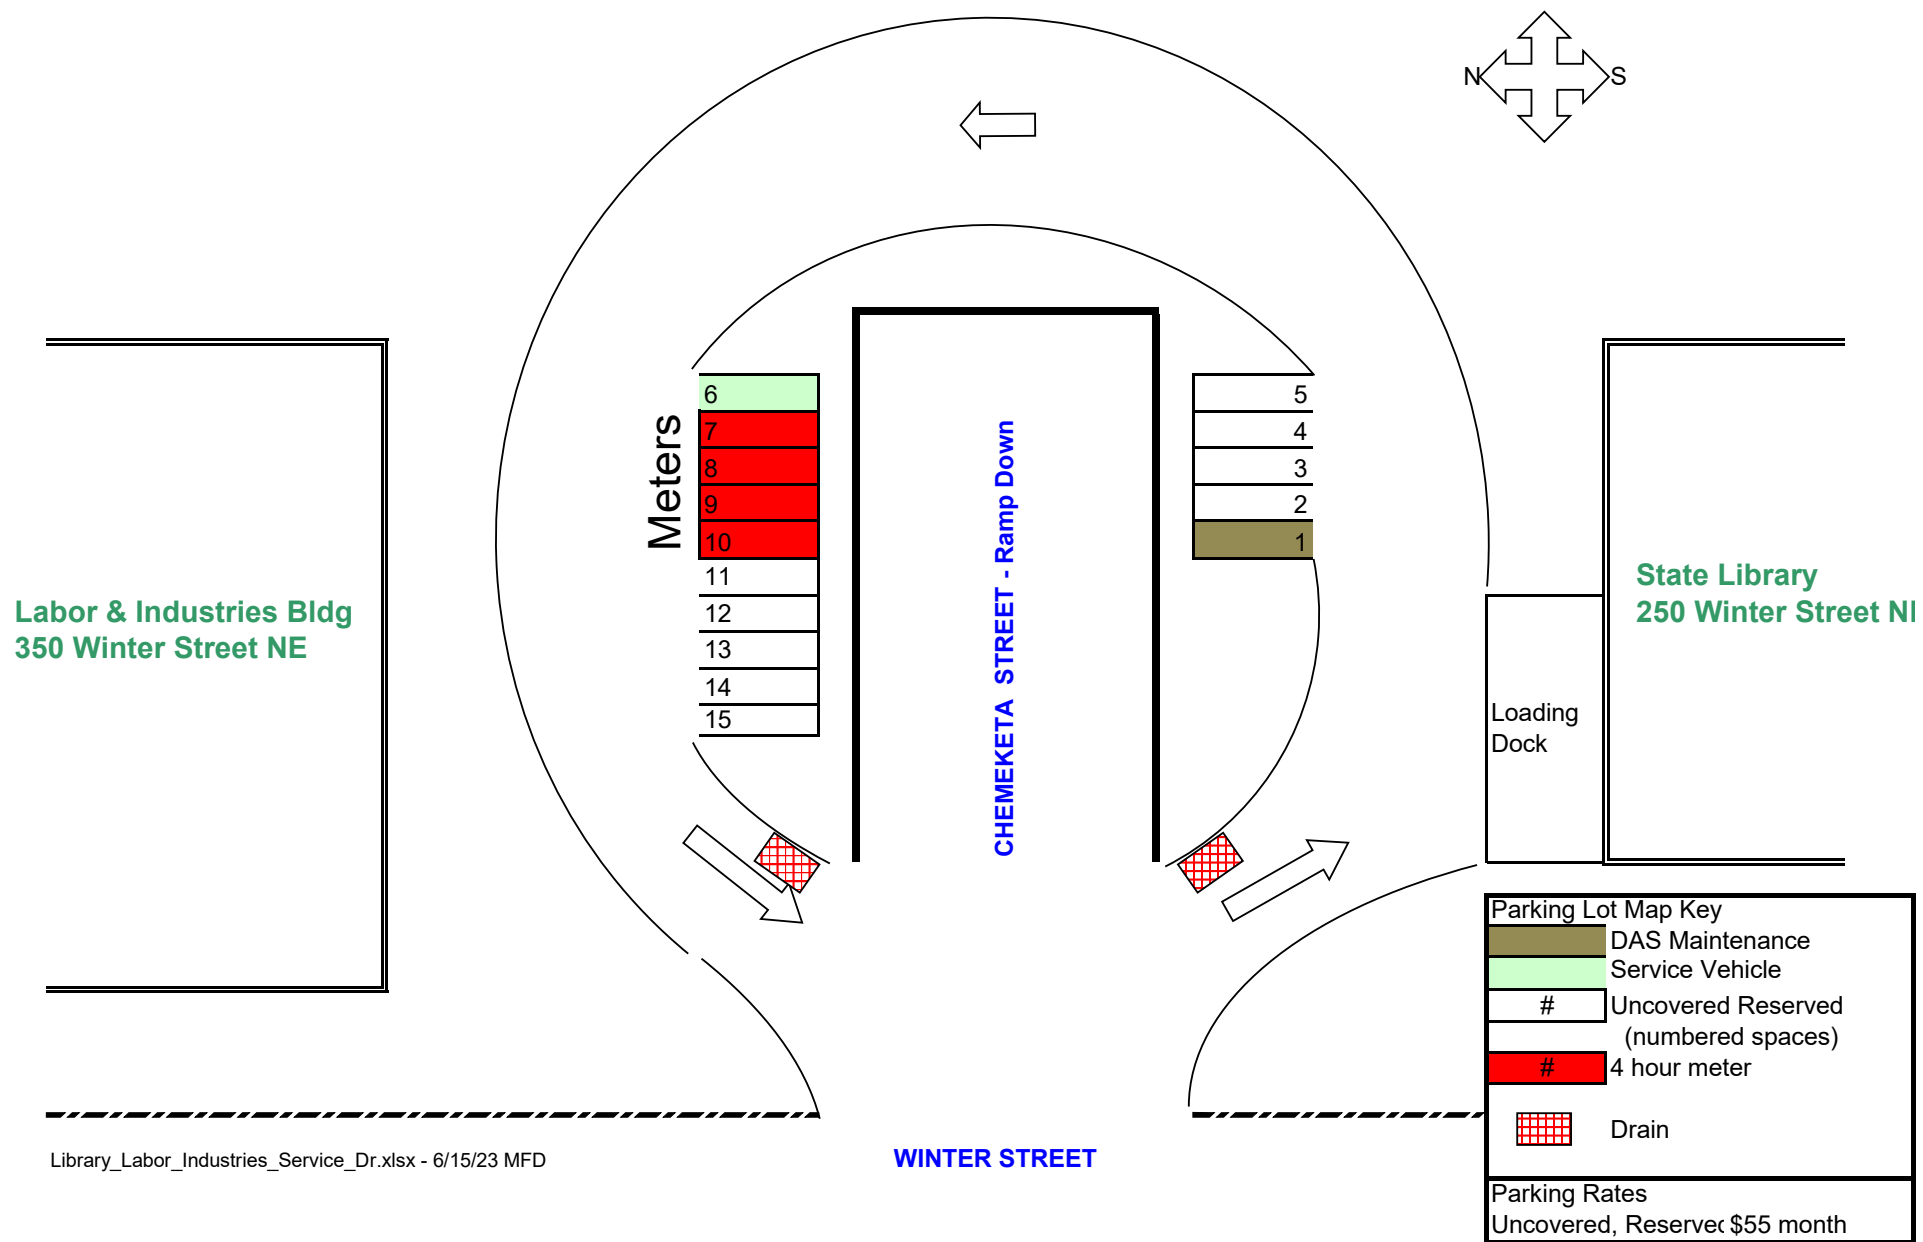 N
S
Meters
6
7
8
9
10
11
12
13
14
15
CHEMEKETA STREET - Ramp Down
5
4
3
2
1
Labor & Industries Bldg
350 Winter Street NE
State Library
250 Winter Street N
Loading
Dock
Parking Lot Map Key
DAS Maintenance
Service Vehicle
# Uncovered Reserved
(numbered spaces)
# 4 hour meter
Drain
Parking Rates
Uncovered, Reserved $55 month
Library_Labor_Industries_Service_Dr.xlsx - 6/15/23 MFD
WINTER STREET